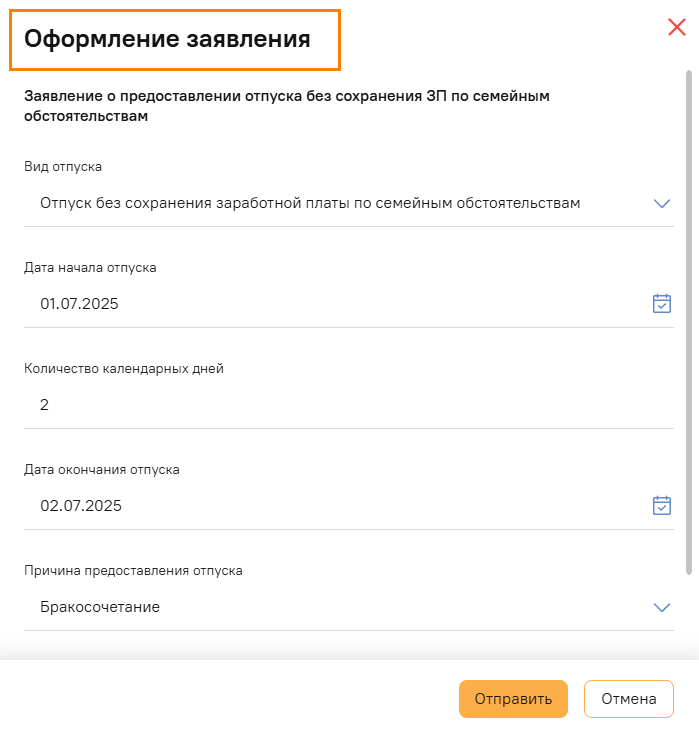 Оформление заявления
Заявление о предоставлении отпуска без сохранения ЗП по семейным
обстоятельствам
Вид отпуска
Отпуск без сохранения заработной платы по семейным обстоятельствам
Дата начала отпуска
01.07.2025
Количество календарных дней
2
Дата окончания отпуска
02.07.2025
Причина предоставления отпуска
Бракосочетание
Отправить
Отмена